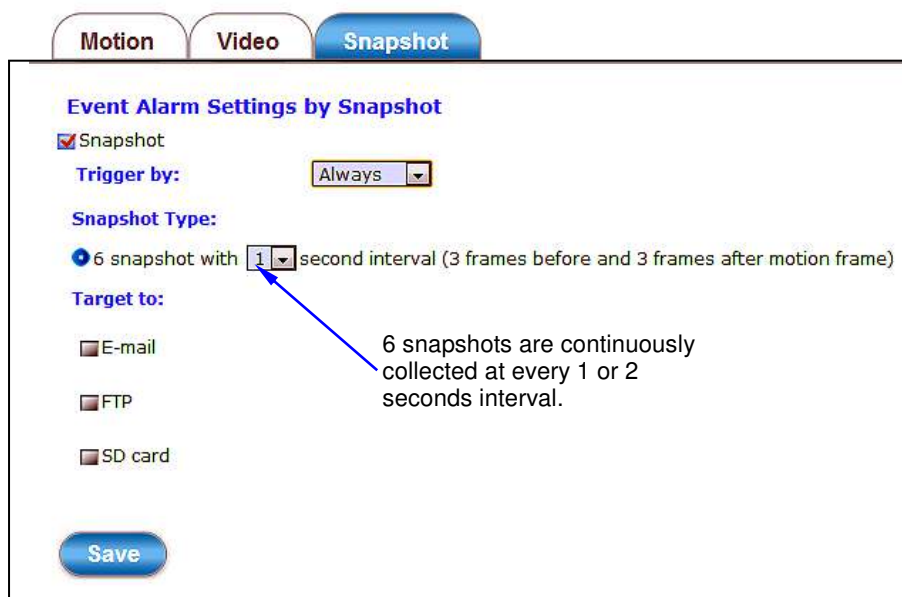 Motion Video Snapshot
Event Alarm Settings by Snapshot
Snapshot
Trigger by: Always
Snapshot Type:
6 snapshot with 1 second interval (3 frames before and 3 frames after motion frame)
Target to:
E-mail
6 snapshots are continuously
collected at every 1 or 2
seconds interval.
FTP
SD card
Save